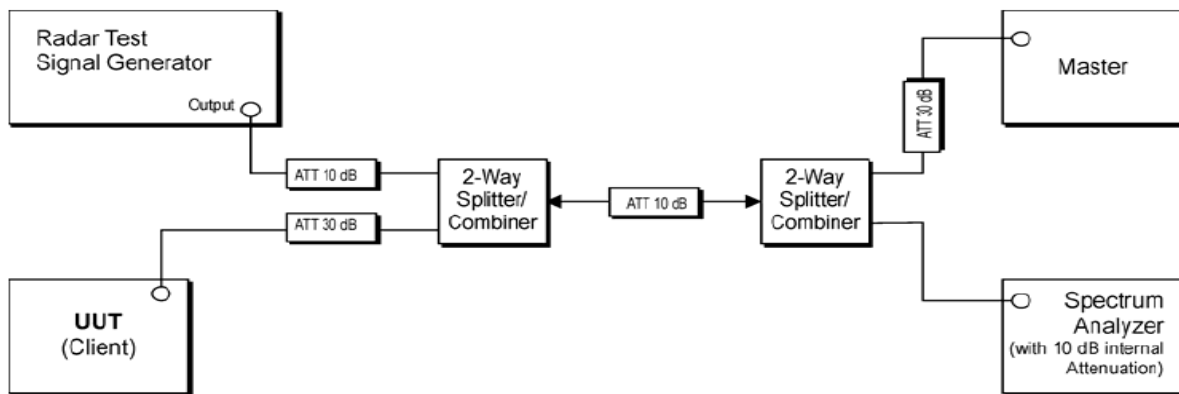 Radar Test
Signal Generator
Output
ATT 10 dB
ATT 30 dB
2-Way
Splitter/
Combiner
ATT 10 dB
2-Way
Splitter/
Combiner
ATT 30 dB
Master
UUT
(Client)
Spectrum
Analyzer
(with 10 dB internal
Attenuation)